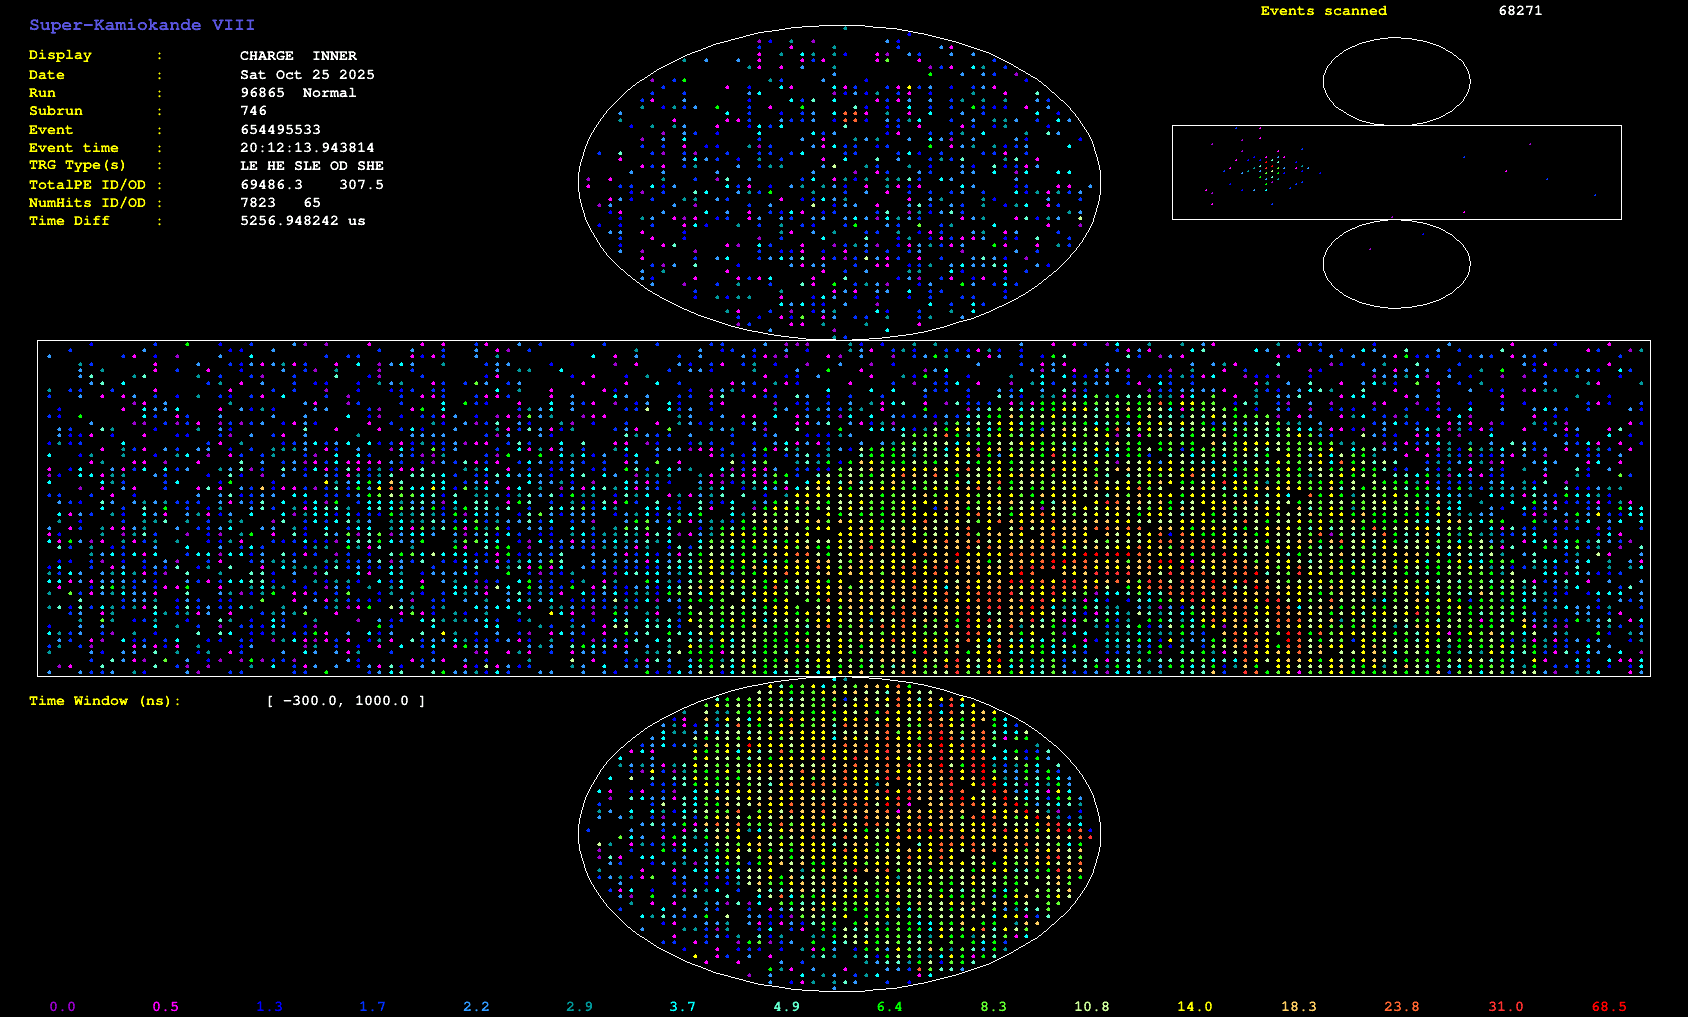 Super-Kamiokande VIII
Events scanned 68271
Display : CHARGE INNER
Date : Sat Oct 25 2025
Run : 96865 Normal
Subrun : 746
Event : 654495533
Event time : 20:12:13.943814
TRG Type(s) : LE HE SLE OD SHE
TotalPE ID/OD : 69486.3 307.5
NumHits ID/OD : 7823 65
Time Diff : 5256.948242 us
Time Window (ns): [ -300.0, 1000.0 ]
0.0 0.5 1.3 1.7 2.2 2.9 3.7 4.9 6.4 8.3 10.8 14.0 18.3 23.8 31.0 68.5